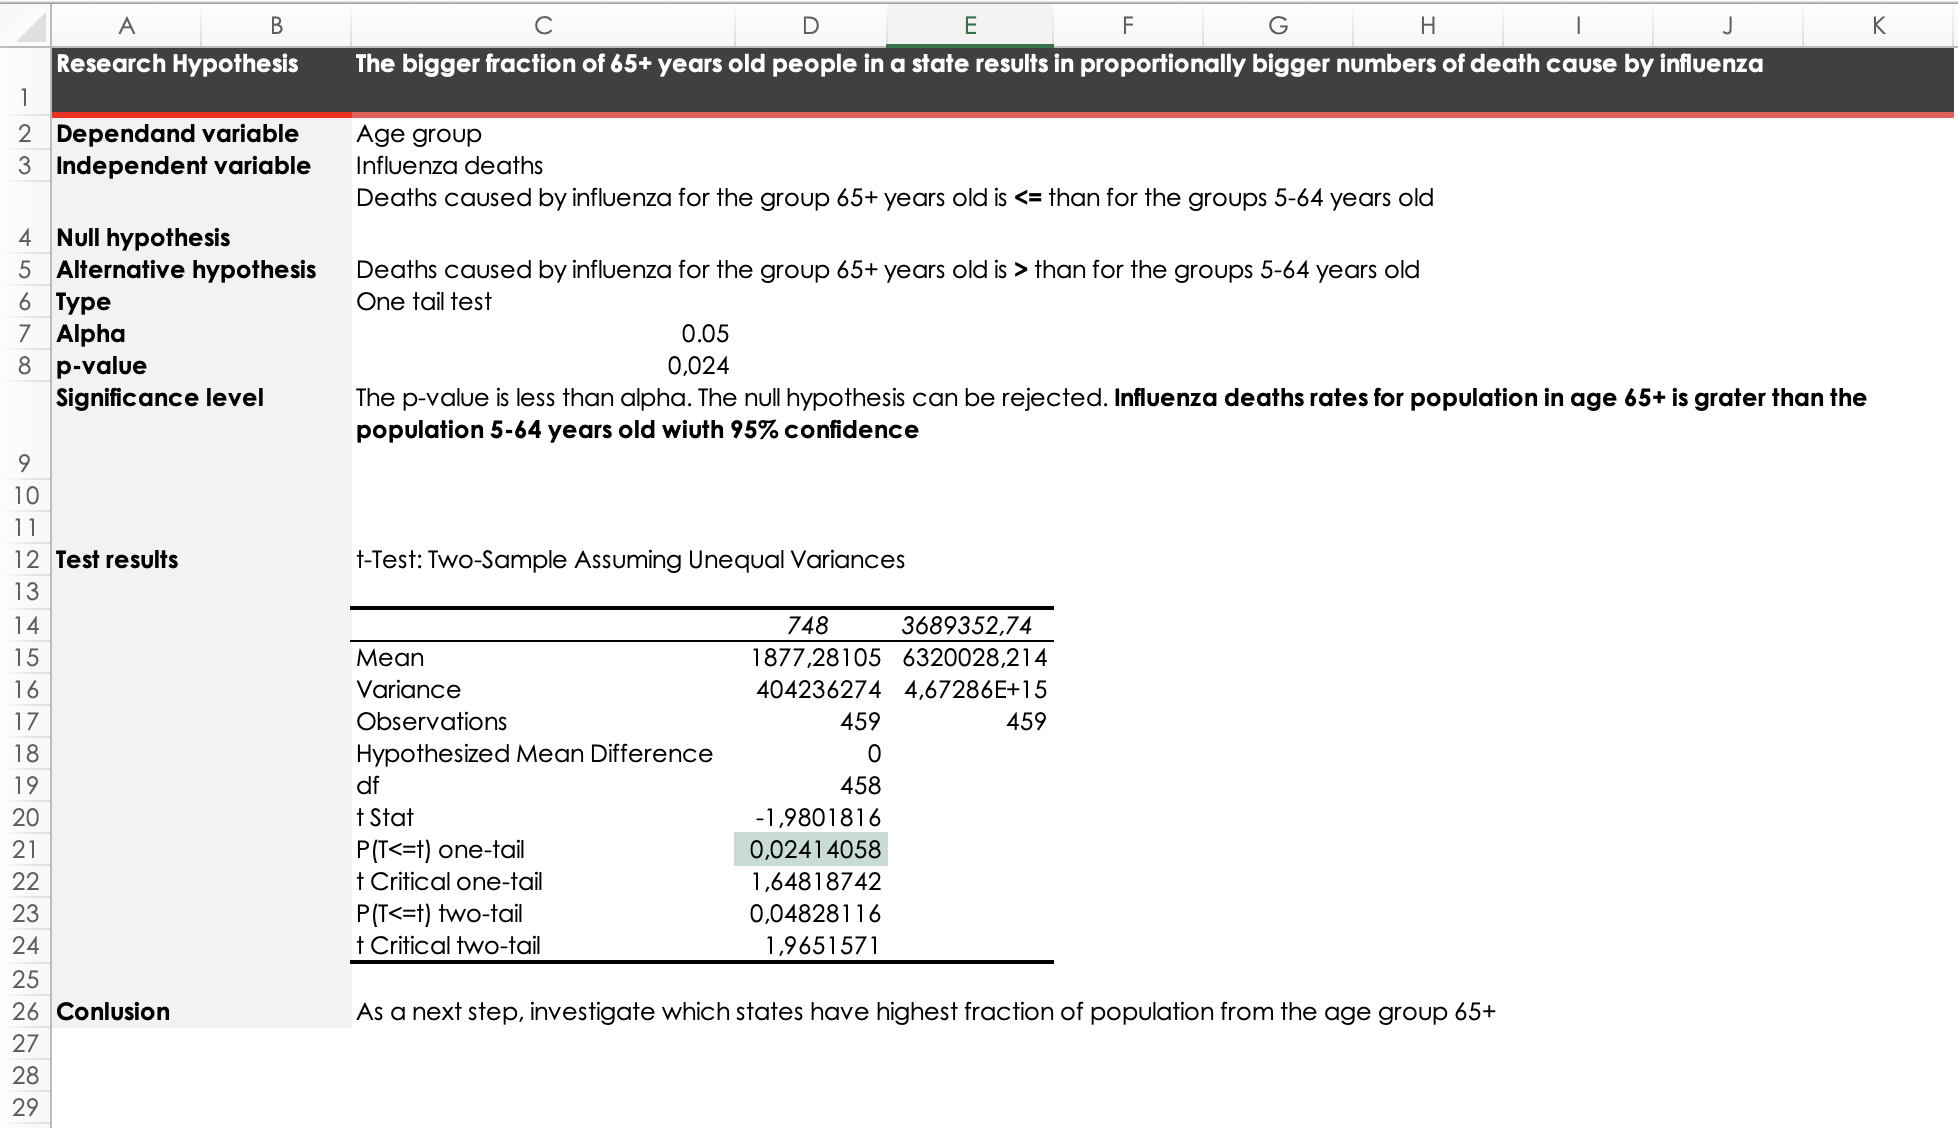 A B C D E F G H I J K
1 Research Hypothesis The bigger fraction of 65+ years old people in a state results in proportionally bigger numbers of death cause by influenza
2 Dependand variable Age group
3 Independent variable Influenza deaths
Deaths caused by influenza for the group 65+ years old is <= than for the groups 5-64 years old
4 Null hypothesis
5 Alternative hypothesis Deaths caused by influenza for the group 65+ years old is > than for the groups 5-64 years old
6 Type One tail test
7 Alpha 0.05
8 p-value 0,024
Significance level The p-value is less than alpha. The null hypothesis can be rejected. Influenza deaths rates for population in age 65+ is grater than the
population 5-64 years old wiuth 95% confidence
9
10
11
12 Test results t-Test: Two-Sample Assuming Unequal Variances
13
14 748 3689352,74
15 Mean 1877,28105 6320028,214
16 Variance 404236274 4,67286E+15
17 Observations 459 459
18 Hypothesized Mean Difference 0
19 df 458
20 t Stat -1,9801816
21 P(T<=t) one-tail 0,02414058
22 t Critical one-tail 1,64818742
23 P(T<=t) two-tail 0,04828116
24 t Critical two-tail 1,9651571
25
26 Conlusion As a next step, investigate which states have highest fraction of population from the age group 65+
27
28
29